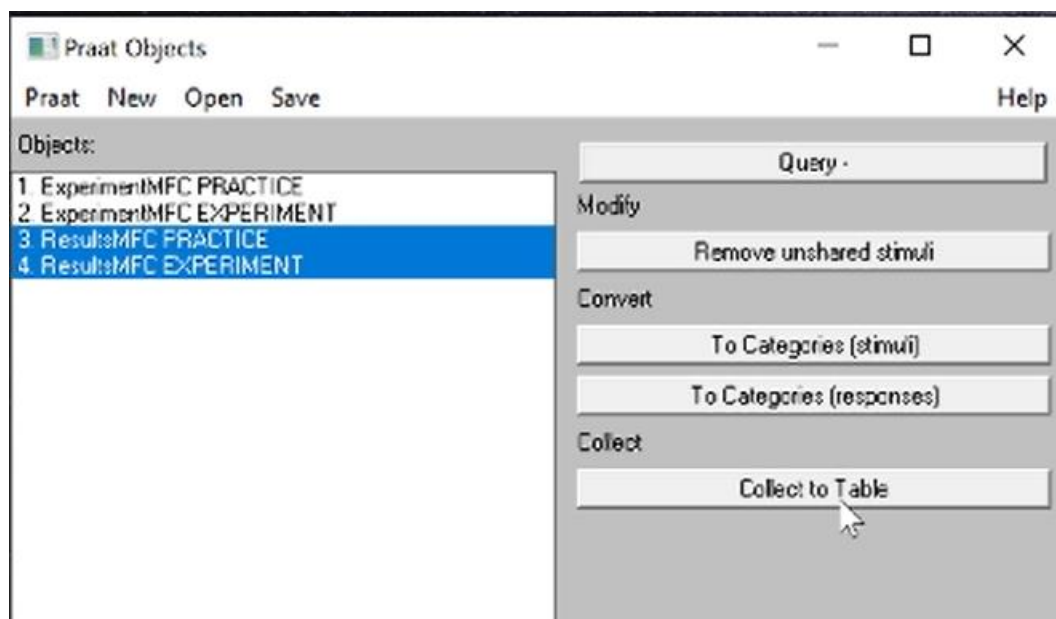 Praat Objects
Praat New Open Save Help
Objects:
1. ExperimentMFC PRACTICE
2. ExperimentMFC EXPERIMENT
3. ResultsMFC PRACTICE
4. ResultsMFC EXPERIMENT
Query -
Modify
Remove unshared stimuli
Convert
To Categories (stimuli)
To Categories (responses)
Collect
Collect to Table